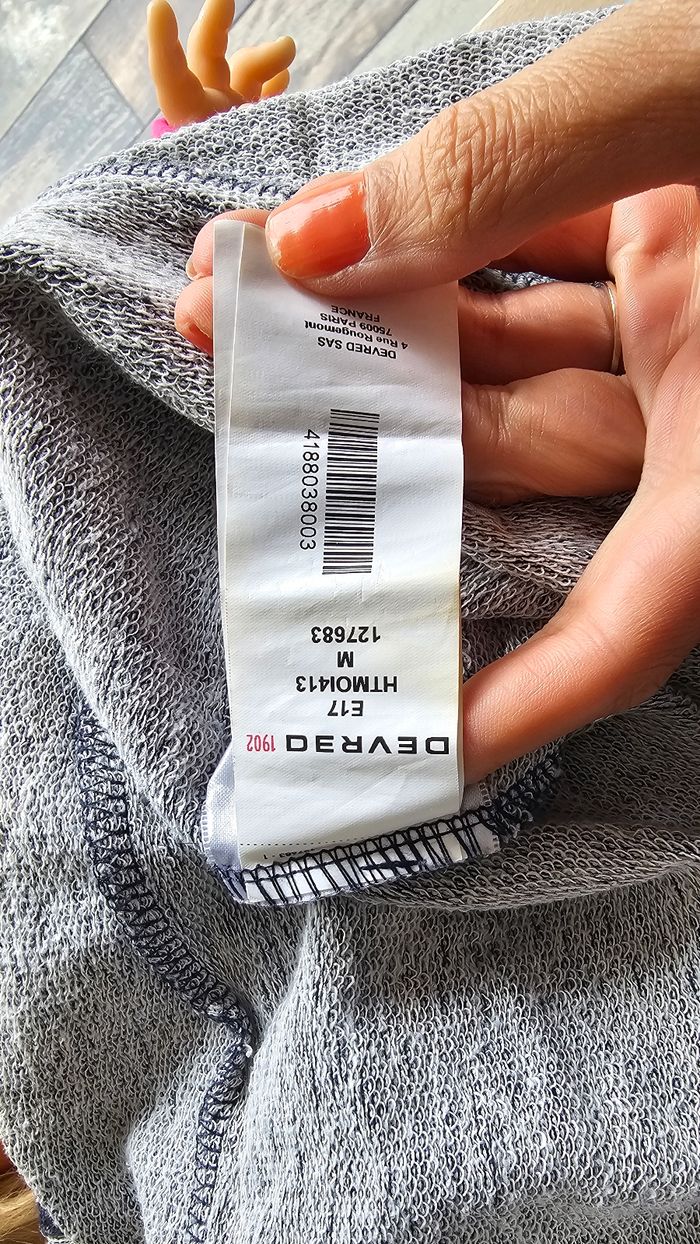 DEVRED 1902
E17
HTMOI413
M
127683
4188038003
DEVRED SAS
4 Rue Rougemont
75009 PARIS
FRANCE